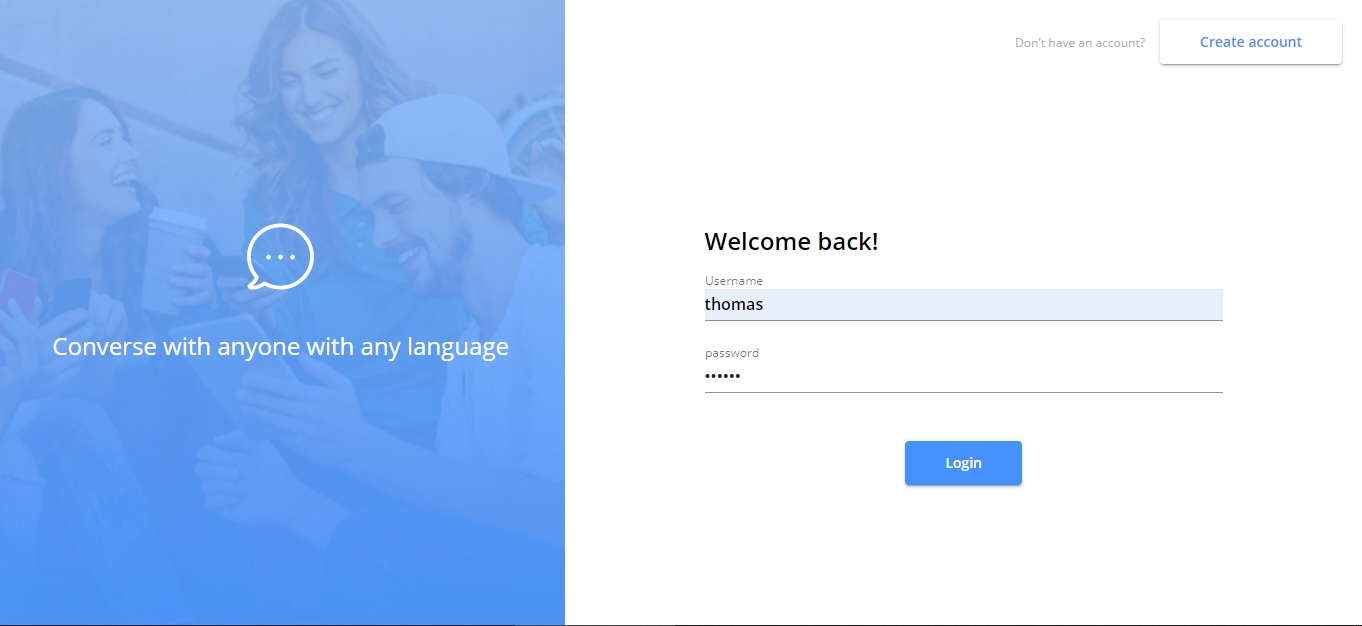 Don't have an account?
Create account
Welcome back!
Username
thomas
Converse with anyone with any language
password
••••••
Login